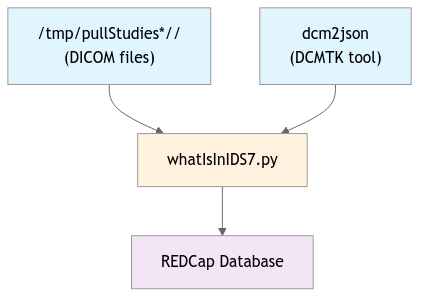 /tmp/pullStudies*//
(DICOM files)
dcm2json
(DCMTK tool)
whatIsInIDS7.py
REDCap Database